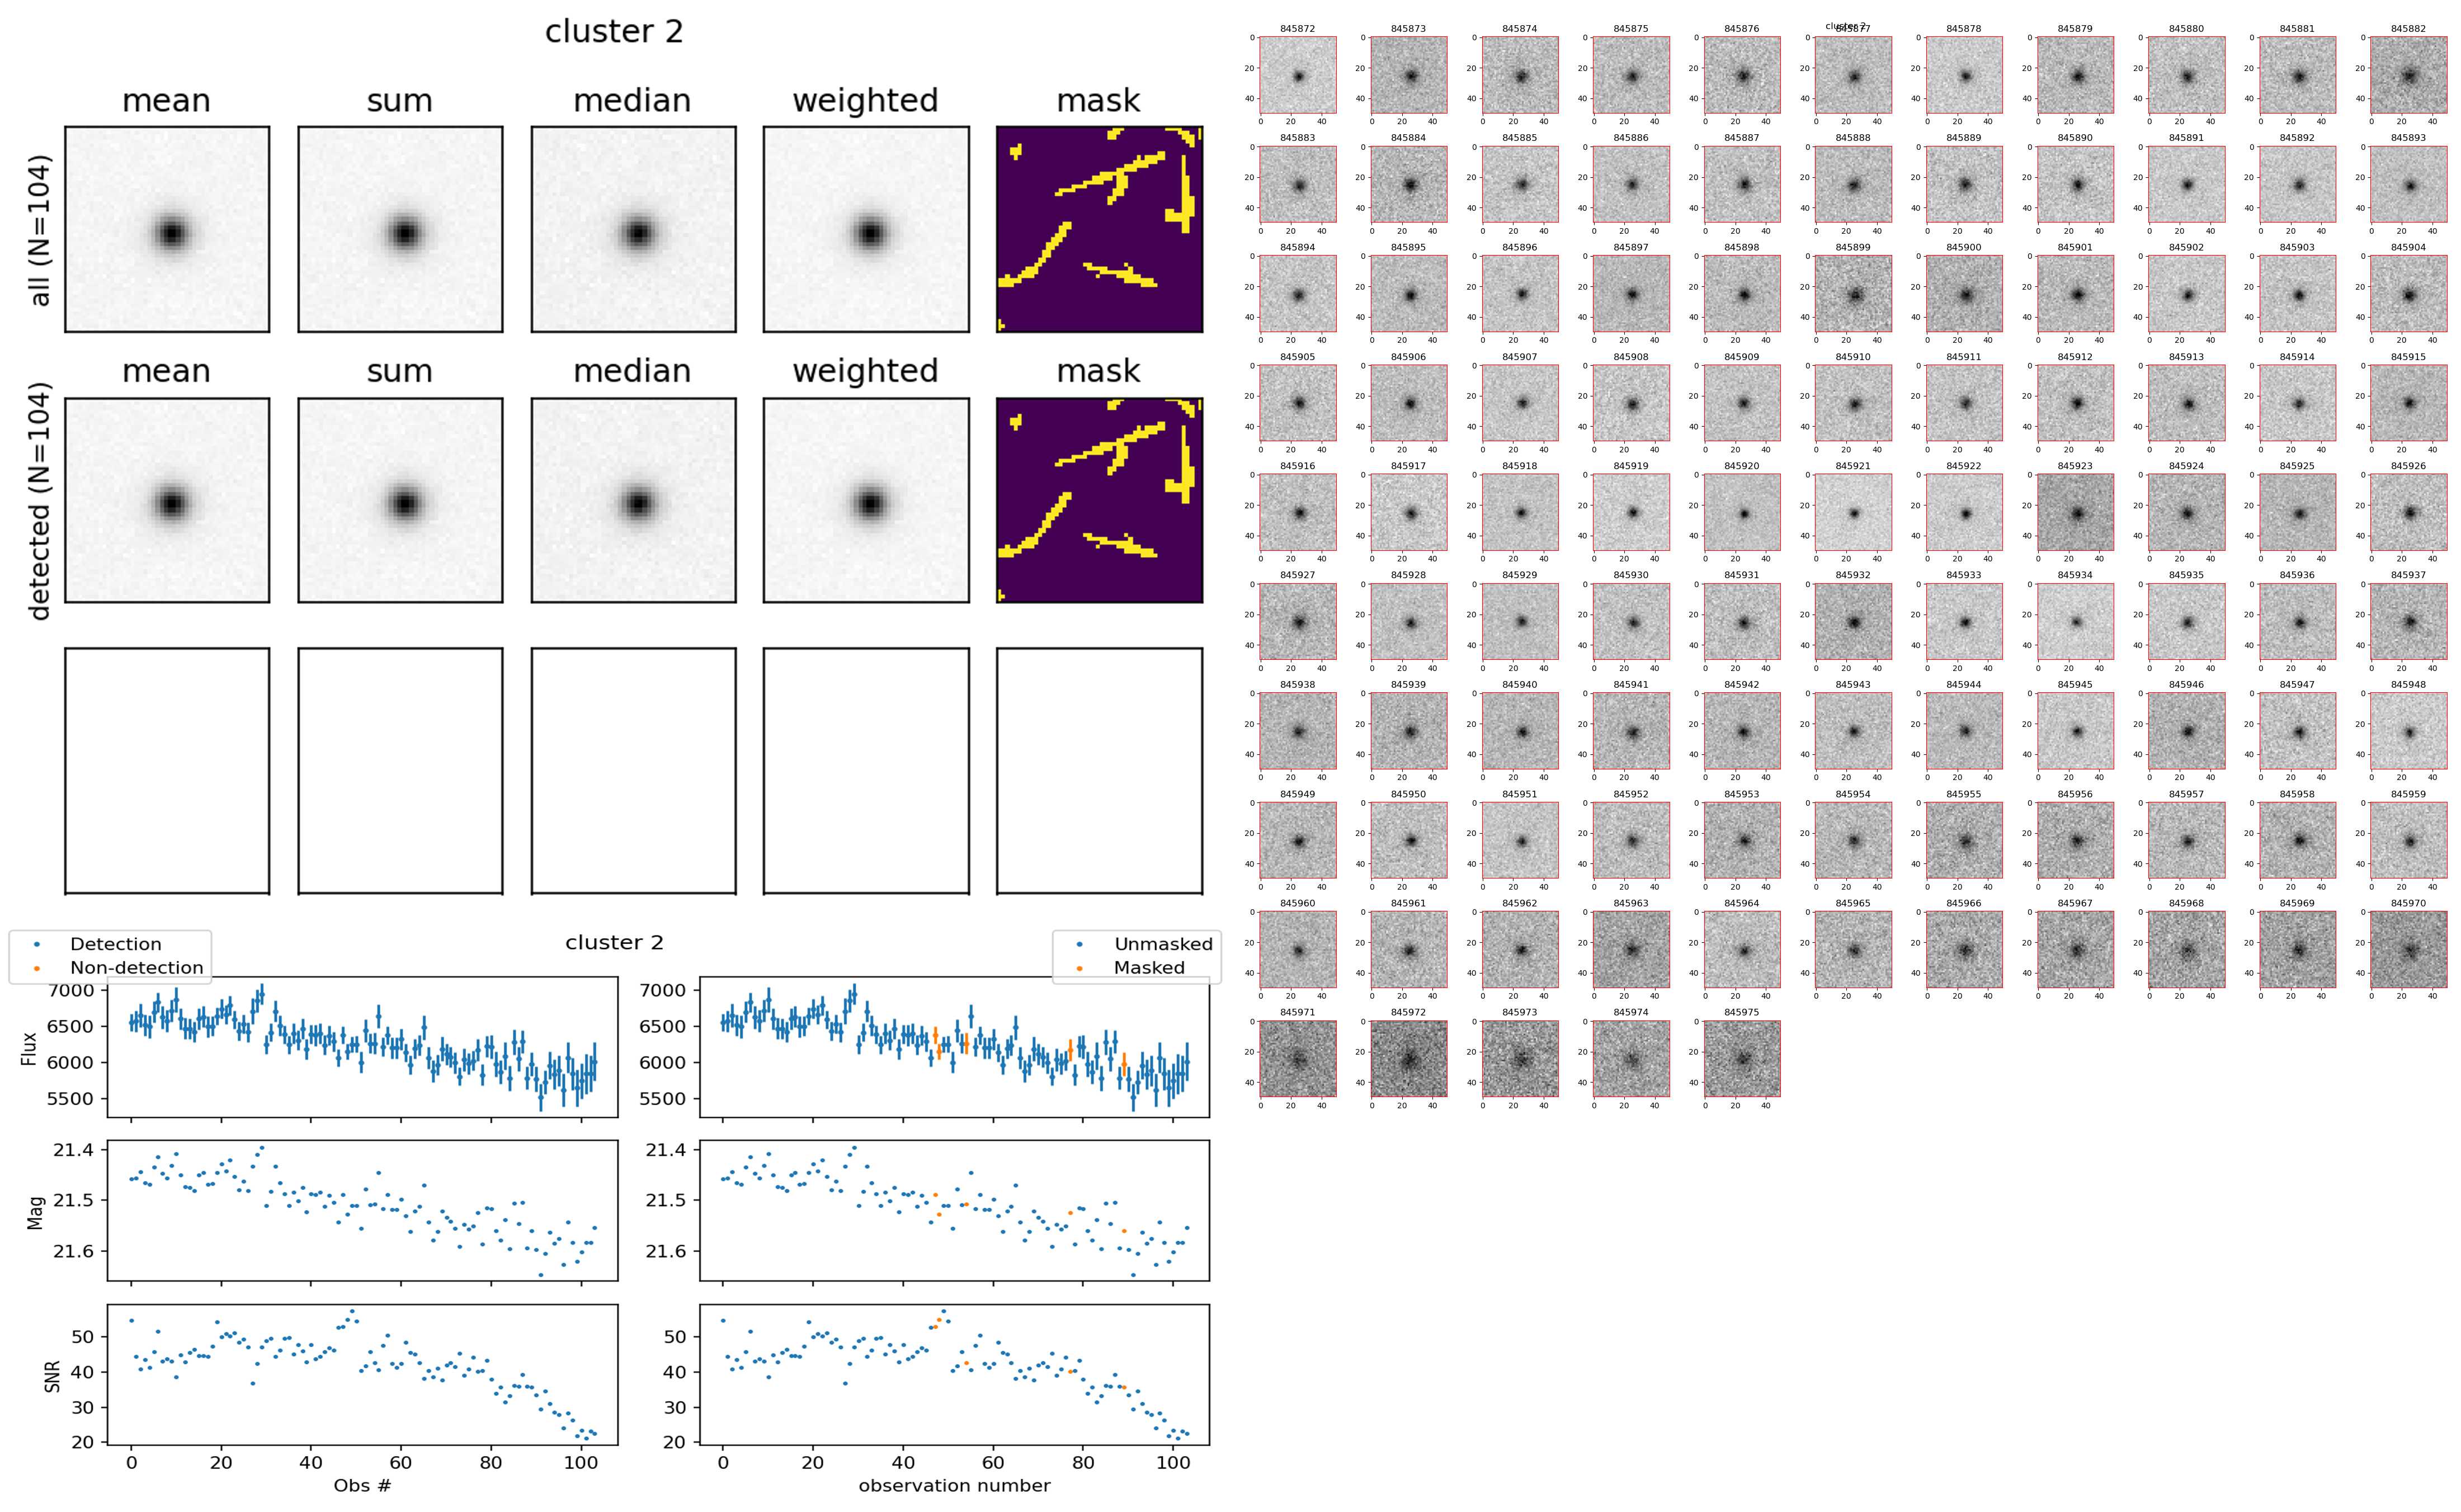 cluster 2
mean sum median weighted mask
all (N=104)
mean sum median weighted mask
detected (N=104)
Detection
Non-detection
cluster 2
Unmasked
Masked
Flux
7000
6500
6000
5500
7000
6500
6000
5500
Mag
21.4
21.5
21.6
21.4
21.5
21.6
SNR
50
40
30
20
50
40
30
20
0 20 40 60 80 100
0 20 40 60 80 100
Obs #
observation number
cluster 2
845872 845873 845874 845875 845876 845877 845878 845879 845880 845881 845882
845883 845884 845885 845886 845887 845888 845889 845890 845891 845892 845893
845894 845895 845896 845897 845898 845899 845900 845901 845902 845903 845904
845905 845906 845907 845908 845909 845910 845911 845912 845913 845914 845915
845916 845917 845918 845919 845920 845921 845922 845923 845924 845925 845926
845927 845928 845929 845930 845931 845932 845933 845934 845935 845936 845937
845938 845939 845940 845941 845942 845943 845944 845945 845946 845947 845948
845949 845950 845951 845952 845953 845954 845955 845956 845957 845958 845959
845960 845961 845962 845963 845964 845965 845966 845967 845968 845969 845970
845971 845972 845973 845974 845975